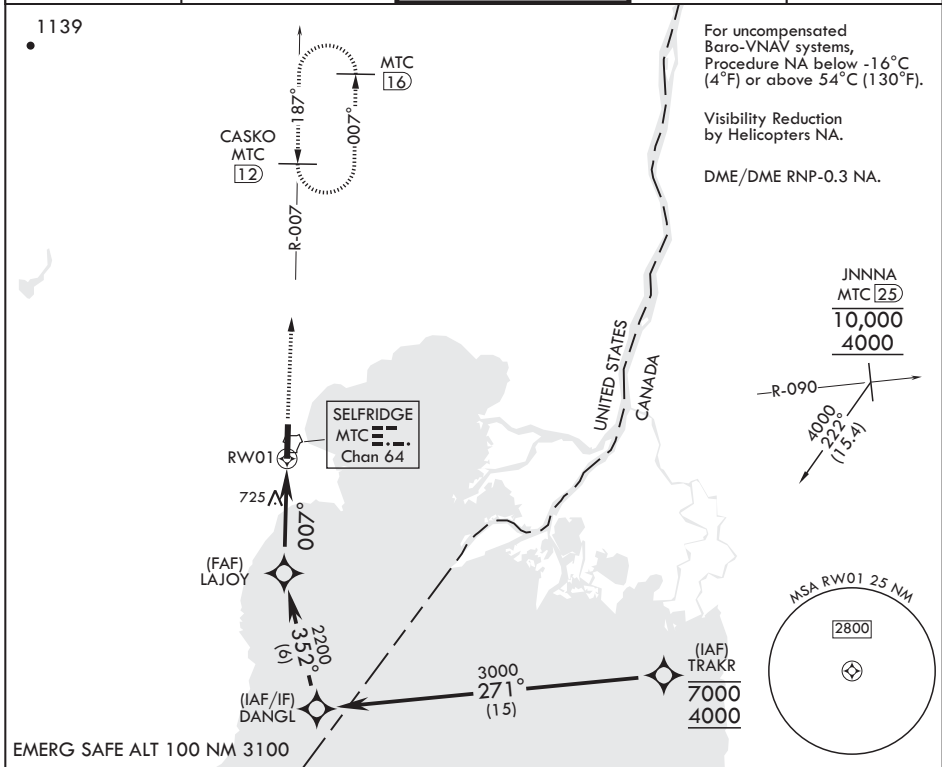 1139
For uncompensated
Baro-VNAV systems,
Procedure NA below -16°C
(4°F) or above 54°C (130°F).
Visibility Reduction
by Helicopters NA.
DME/DME RNP-0.3 NA.
MTC
16
187°
007°
CASKO
MTC
12
R-007
JNNNA
MTC 25
10,000
4000
R-090
4000
222°
(15.4)
UNITED STATES
CANADA
SELFRIDGE
MTC
Chan 64
RW01
725
007°
(FAF)
LAJOY
2200
352°
(6)
(IAF/IF)
DANGL
3000
271°
(15)
(IAF)
TRAKR
7000
4000
MSA RW01 25 NM
2800
EMERG SAFE ALT 100 NM 3100